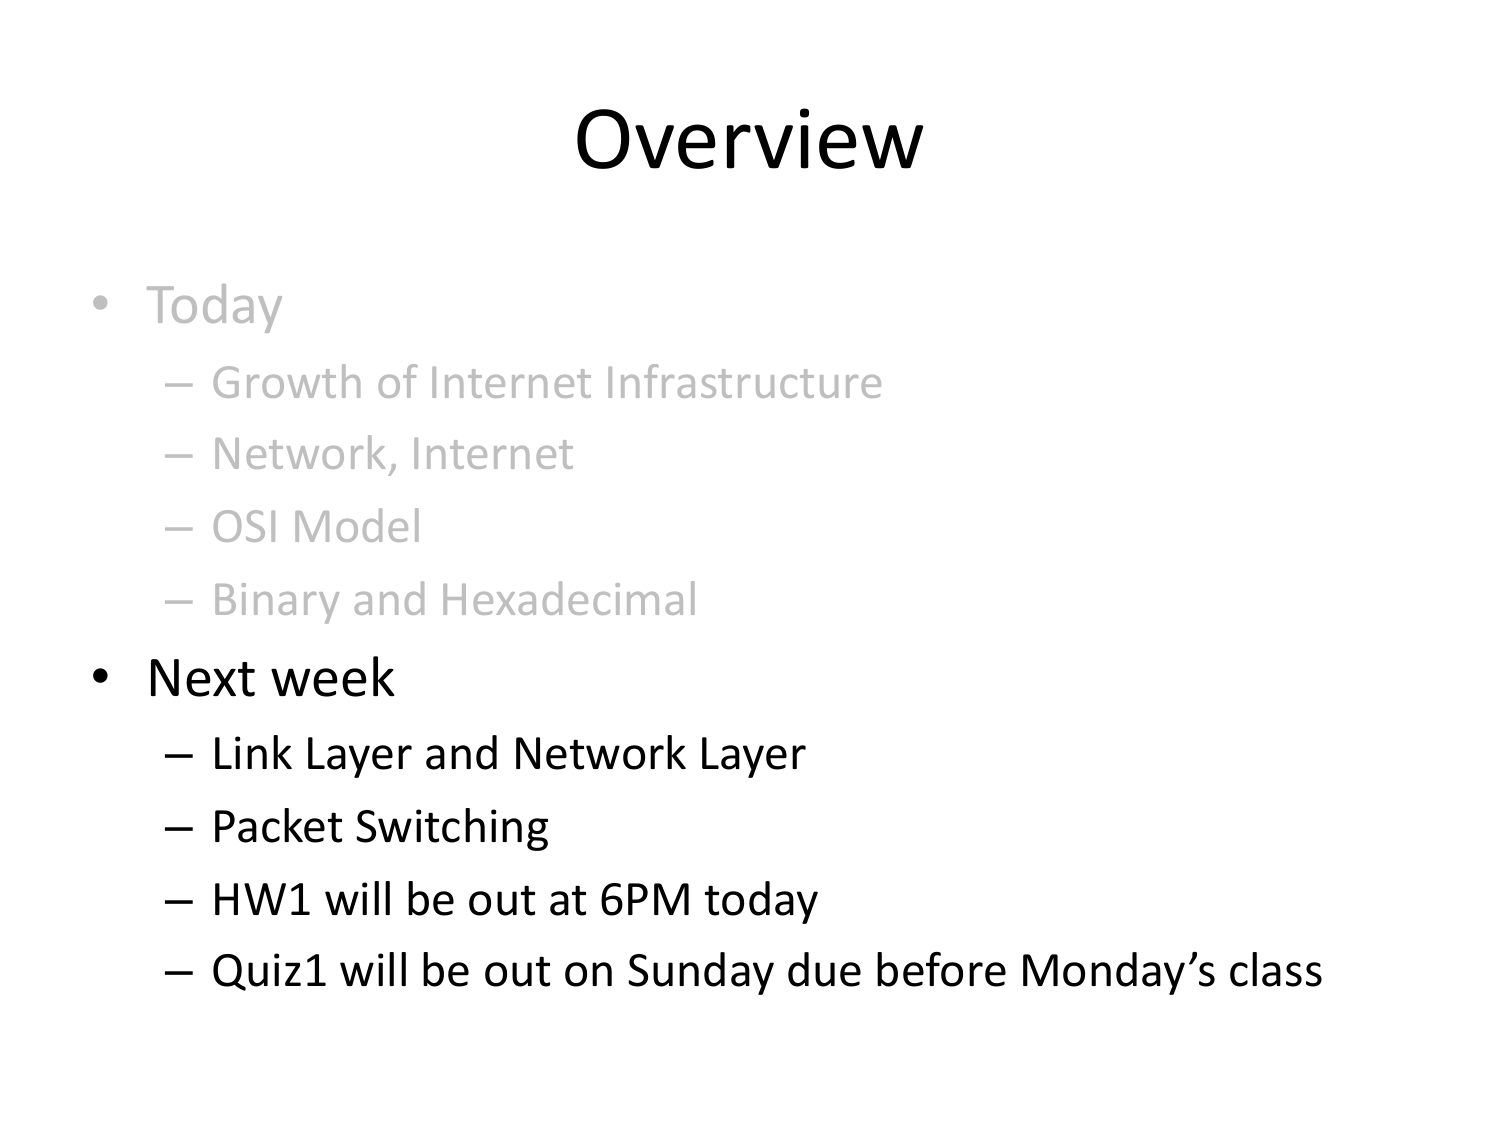 Overview
• Today
– Growth of Internet Infrastructure
– Network, Internet
– OSI Model
– Binary and Hexadecimal
• Next week
– Link Layer and Network Layer
– Packet Switching
– HW1 will be out at 6PM today
– Quiz1 will be out on Sunday due before Monday’s class